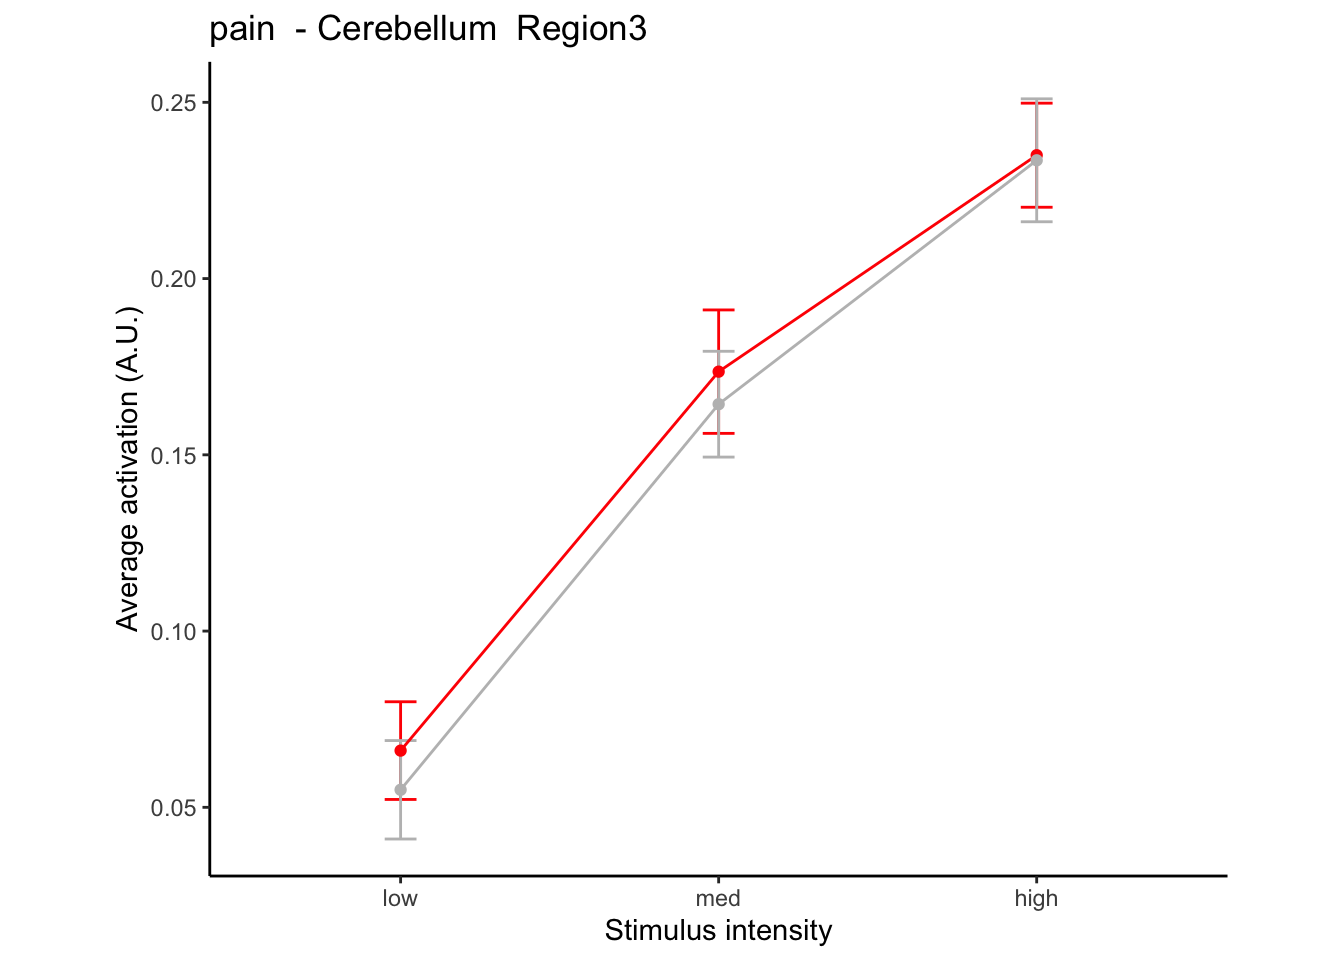 pain  - Cerebellum  Region3
0.25
0.20
0.15
0.10
0.05
Average activation (A.U.)
low med high
Stimulus intensity